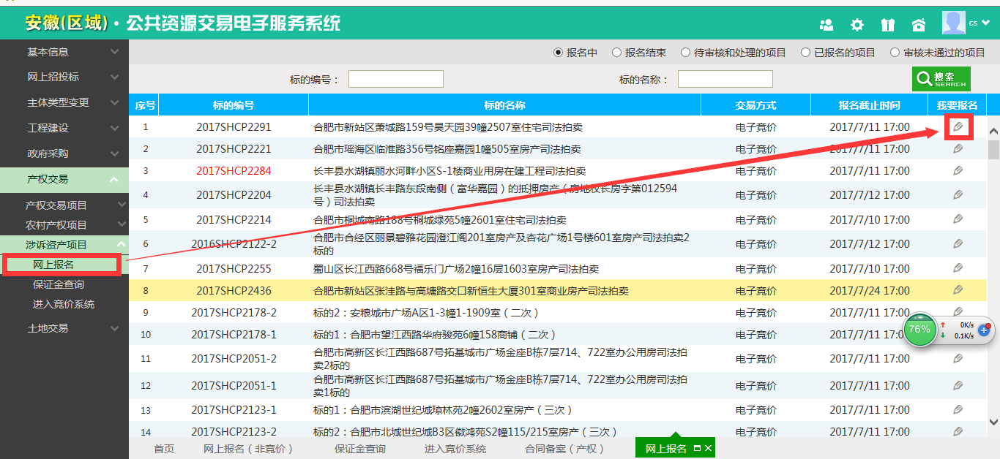 安徽(区域)·公共资源交易电子服务系统
cs
基本信息
网上招投标
主体类型变更
工程建设
政府采购
产权交易
产权交易项目
农村产权项目
涉诉资产项目
网上报名
保证金查询
进入竞价系统
土地交易
报名中 报名结束 待审核和处理的项目 已报名的项目 审核未通过的项目
标的编号： 标的名称： 搜索 SEARCH
序号 标的编号 标的名称 交易方式 报名截止时间 我要报名
1 2017SHCP2291 合肥市新站区萧城路159号昊天园39幢2507室住宅司法拍卖 电子竞价 2017/7/11 17:00
2 2017SHCP2221 合肥市瑶海区临淮路356号铭座嘉园1幢505室房产司法拍卖 电子竞价 2017/7/11 17:00
3 2017SHCP2284 长丰县水湖镇丽水河畔小区S-1楼商业用房在建工程司法拍卖 电子竞价 2017/7/11 17:00
4 2017SHCP2204 长丰县水湖镇长丰路东段南侧（富华嘉园）的抵押房产（房地权长房字第012594
号）司法拍卖 电子竞价 2017/7/12 17:00
5 2017SHCP2214 合肥市桐城南路188号桐城绿苑5幢2601室住宅司法拍卖 电子竞价 2017/7/10 17:00
6 2016SHCP2122-2 合肥市合经区丽景碧雅花园澄江阁201室房产及杏花广场1号楼601室房产司法拍卖2
标的 电子竞价 2017/7/12 17:00
7 2017SHCP2255 蜀山区长江西路668号福乐门广场2幢16层1603室房产司法拍卖 电子竞价 2017/7/10 17:00
8 2017SHCP2436 合肥市新站区张洼路与高塘路交口新恒生大厦301室商业房产司法拍卖 电子竞价 2017/7/24 17:00
9 2017SHCP2178-2 标的2：安粮城市广场A区1-3幢1-1909室（二次） 电子竞价 2017/7/11 17:00
10 2017SHCP2178-1 标的1：合肥市望江西路华府骏苑6幢158商铺（二次） 电子竞价 2017/7/11 17:0
11 2017SHCP2051-2 合肥市高新区长江西路687号拓基城市广场金座B栋7层714、722室办公用房司法拍
卖2标的 电子竞价 2017/7/11 17:00
12 2017SHCP2051-1 合肥市高新区长江西路687号拓基城市广场金座B栋7层714、722室办公用房司法拍
卖1标的 电子竞价 2017/7/11 17:00
13 2017SHCP2123-1 标的1：合肥市滨湖世纪城琼林苑2幢2602室房产（三次） 电子竞价 2017/7/11 17:00
14 2017SHCP2123-2 标的2：合肥市北城世纪城B3区徽鸿苑S2幢115/215室房产（三次） 电子竞价 2017/7/11 17:00
76% 0K/s
0.1K/s
首页 网上报名（非竞价） 保证金查询 进入竞价系统 合同备案（产权） 网上报名